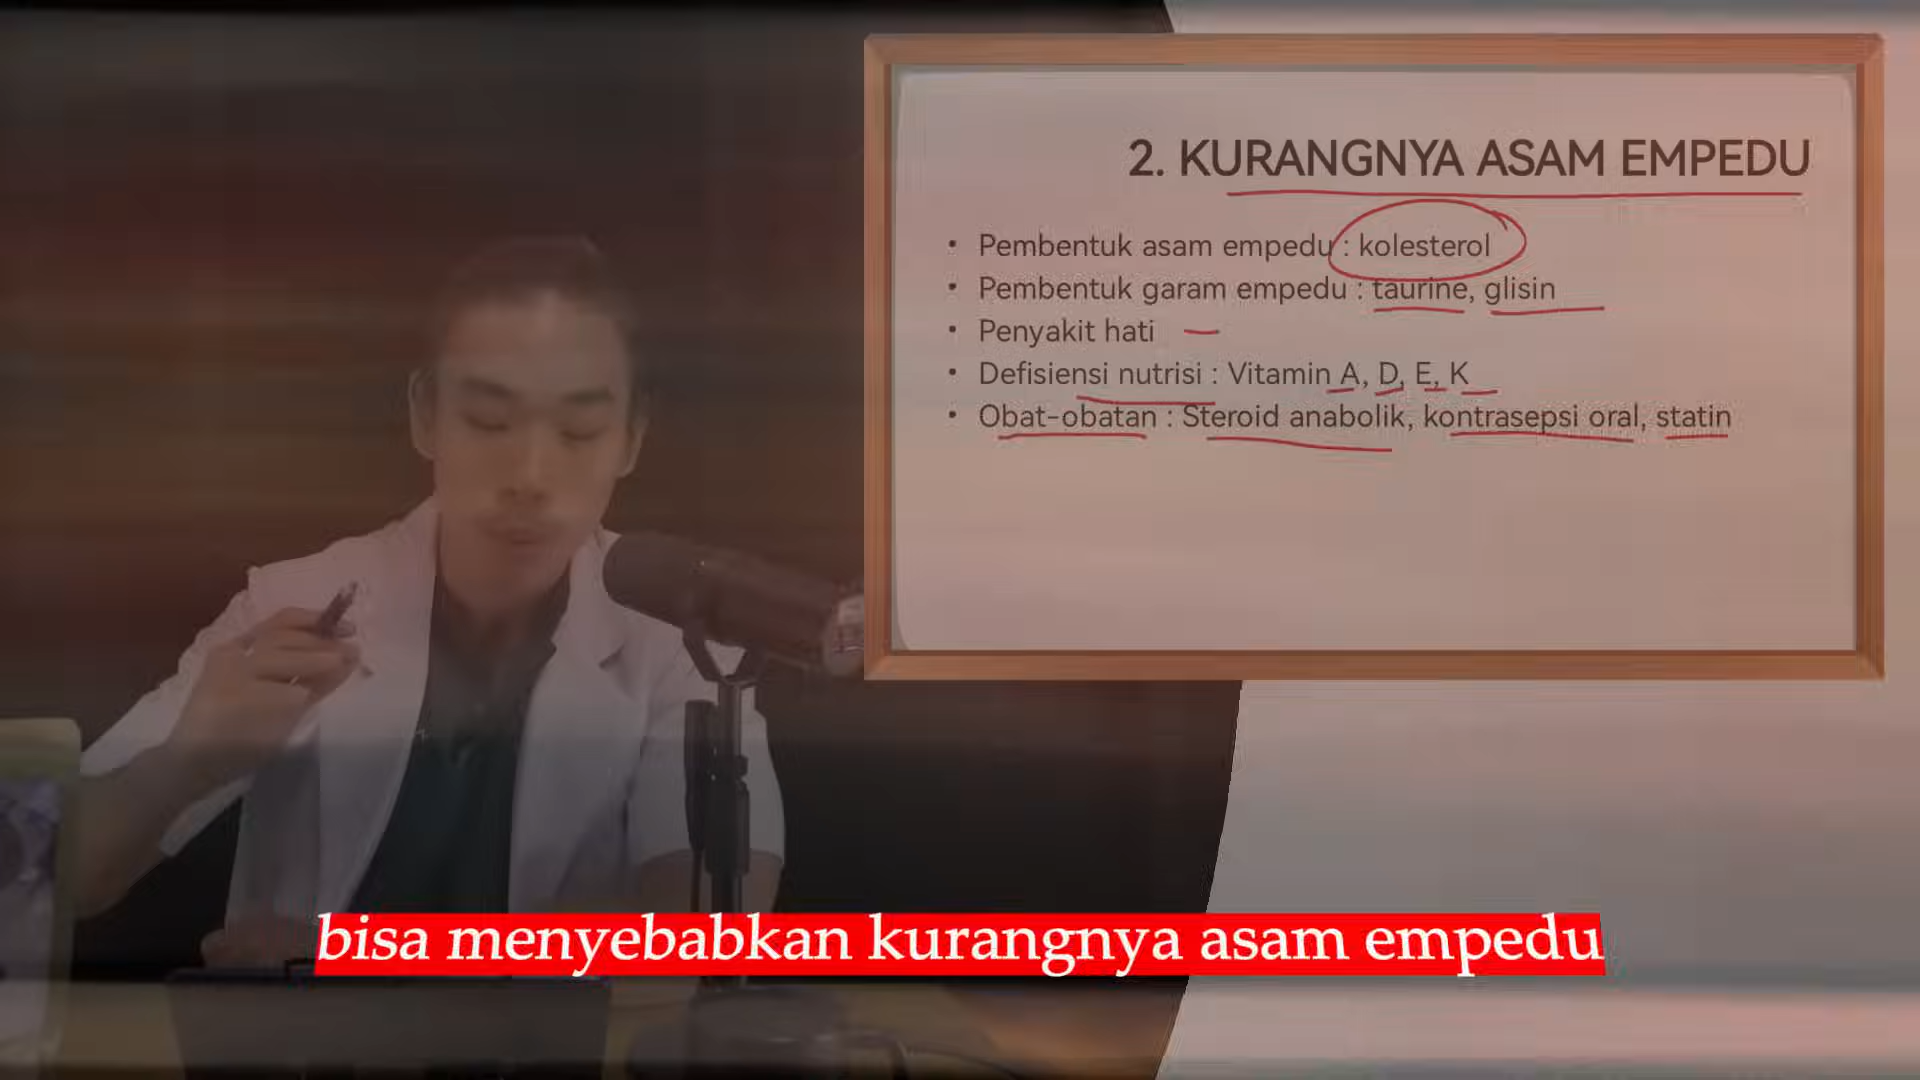 2. KURANGNYA ASAM EMPEDU
• Pembentuk asam empedu : kolesterol
• Pembentuk garam empedu : taurine, glisin
• Penyakit hati
• Defisiensi nutrisi : Vitamin A, D, E, K
• Obat-obatan : Steroid anabolik, kontrasepsi oral, statin
bisa menyebabkan kurangnya asam empedu